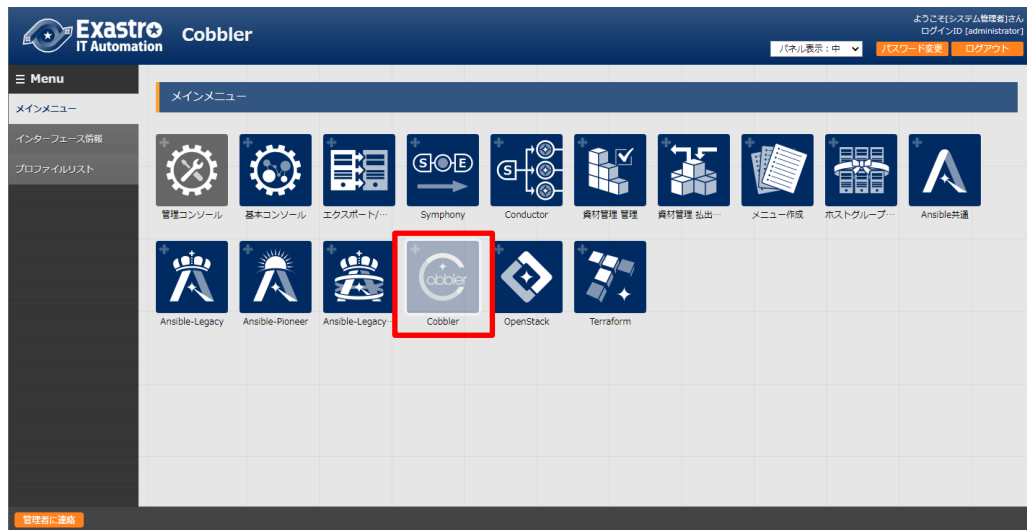 Exastro
IT Automation
Cobbler
ようこそ[システム管理者]さん
ログインID [administrator]
パネル表示 : 中
パスワード変更
ログアウト
Menu
メインメニュー
インターフェース情報
プロファイルリスト
メインメニュー
管理コンソール
基本コンソール
エクスポート/…
S O E
Symphony
S
Conductor
資材管理 管理
資材管理 払出…
メニュー作成
ホストグループ…
Ansible共通
Ansible-Legacy
Ansible-Pioneer
Ansible-Legacy…
Cobbler
Cobbler
OpenStack
Terraform
管理者に連絡